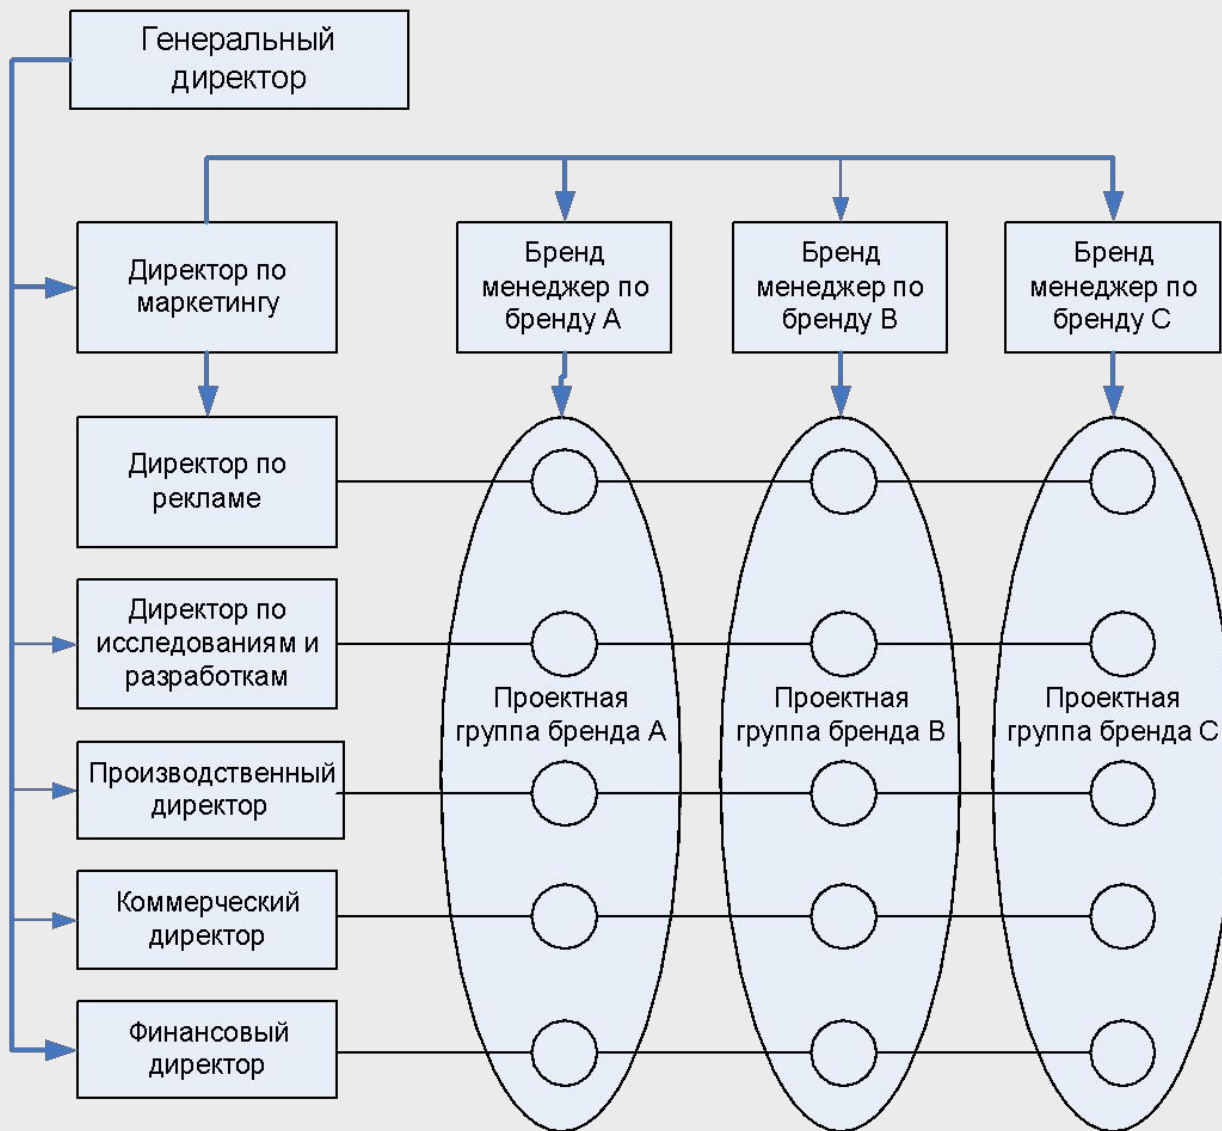 Генеральный
директор
Директор по
маркетингу
Бренд
менеджер по
бренду А
Бренд
менеджер по
бренду В
Бренд
менеджер по
бренду С
Директор по
рекламе
Директор по
исследованиям и
разработкам
Проектная
группа бренда А
Проектная
группа бренда В
Проектная
группа бренда С
Производственный
директор
Коммерческий
директор
Финансовый
директор